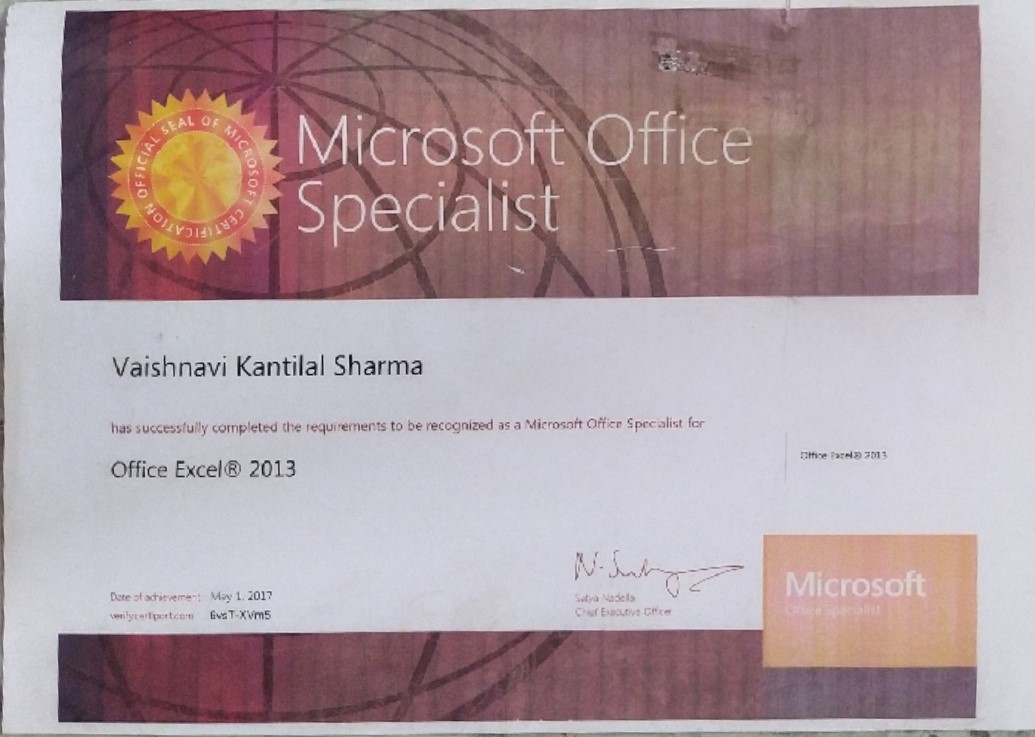 OFFICIAL SEAL OF MICROSOFT CERTIFICATION
Microsoft Office
Specialist
Vaishnavi Kantilal Sharma
has successfully completed the requirements to be recognized as a Microsoft Office Specialist for
Office Excel® 2013
Office Excel® 2013
Date of achievement: May 1, 2017
verify.certiport.com 6vsT-XVm5
Satya Nadella
Chief Executive Officer
Microsoft
Office Specialist